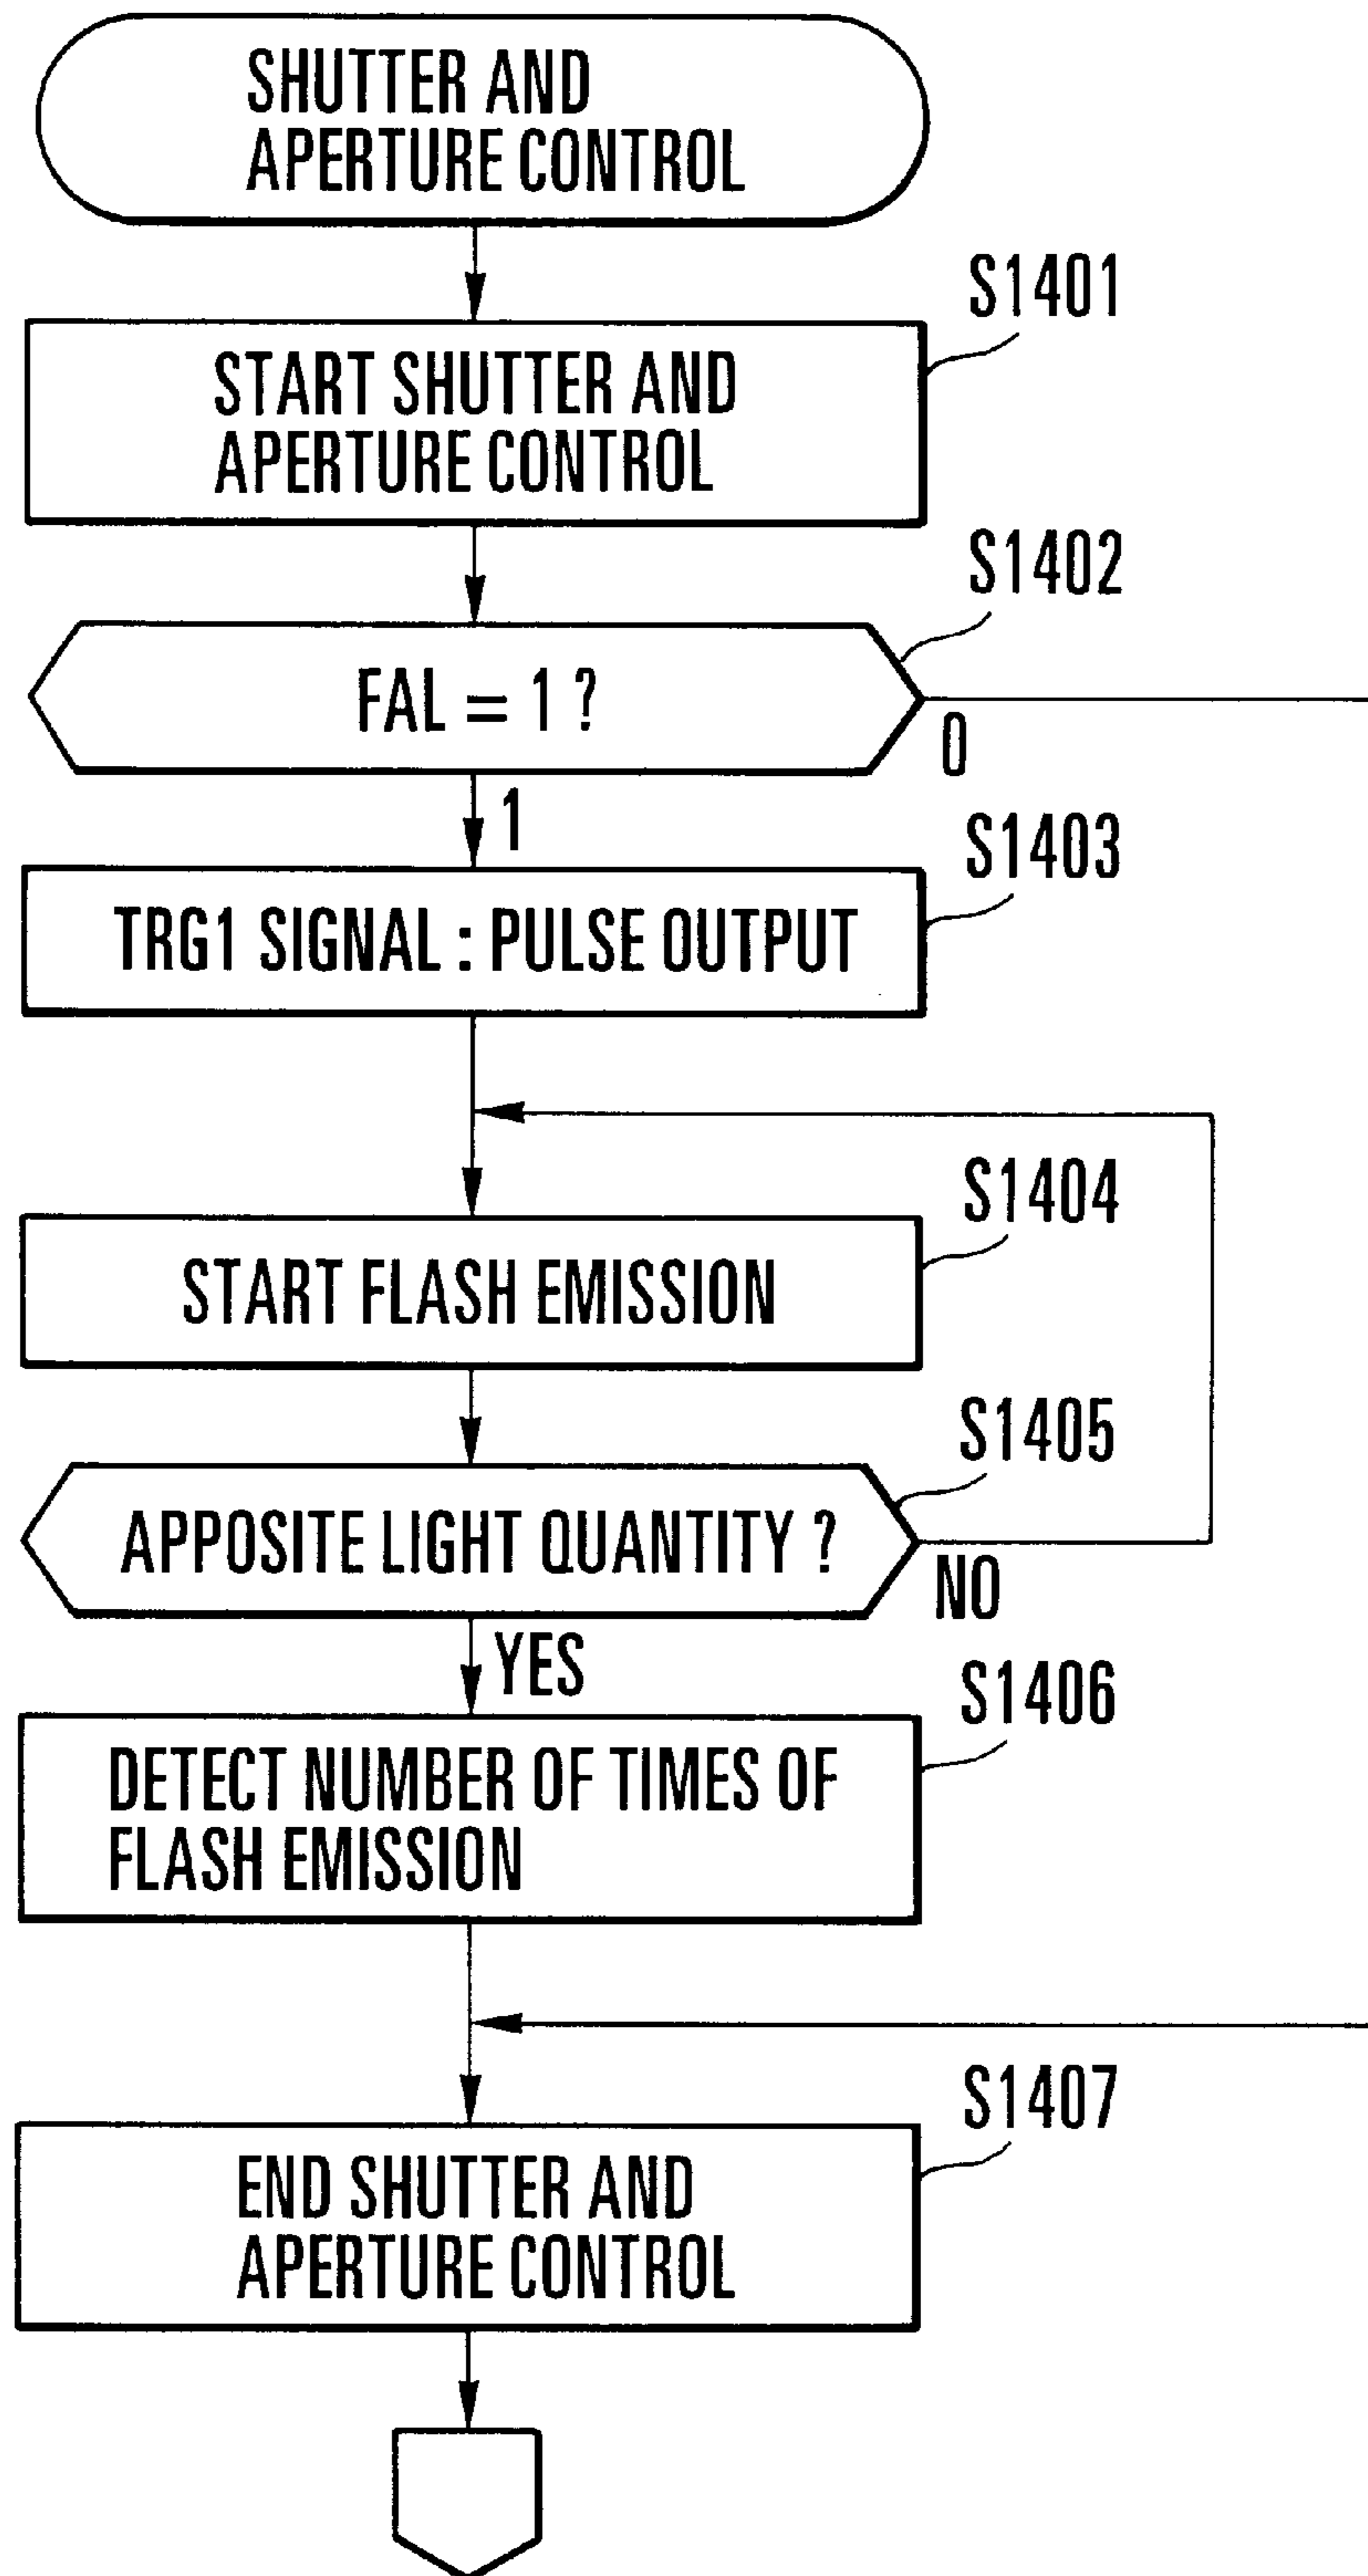 SHUTTER AND
APERTURE CONTROL
S1401
START SHUTTER AND
APERTURE CONTROL
S1402
FAL = 1 ?
0
1
S1403
TRG1 SIGNAL : PULSE OUTPUT
S1404
START FLASH EMISSION
S1405
APPOSITE LIGHT QUANTITY ?
NO
YES
S1406
DETECT NUMBER OF TIMES OF
FLASH EMISSION
S1407
END SHUTTER AND
APERTURE CONTROL